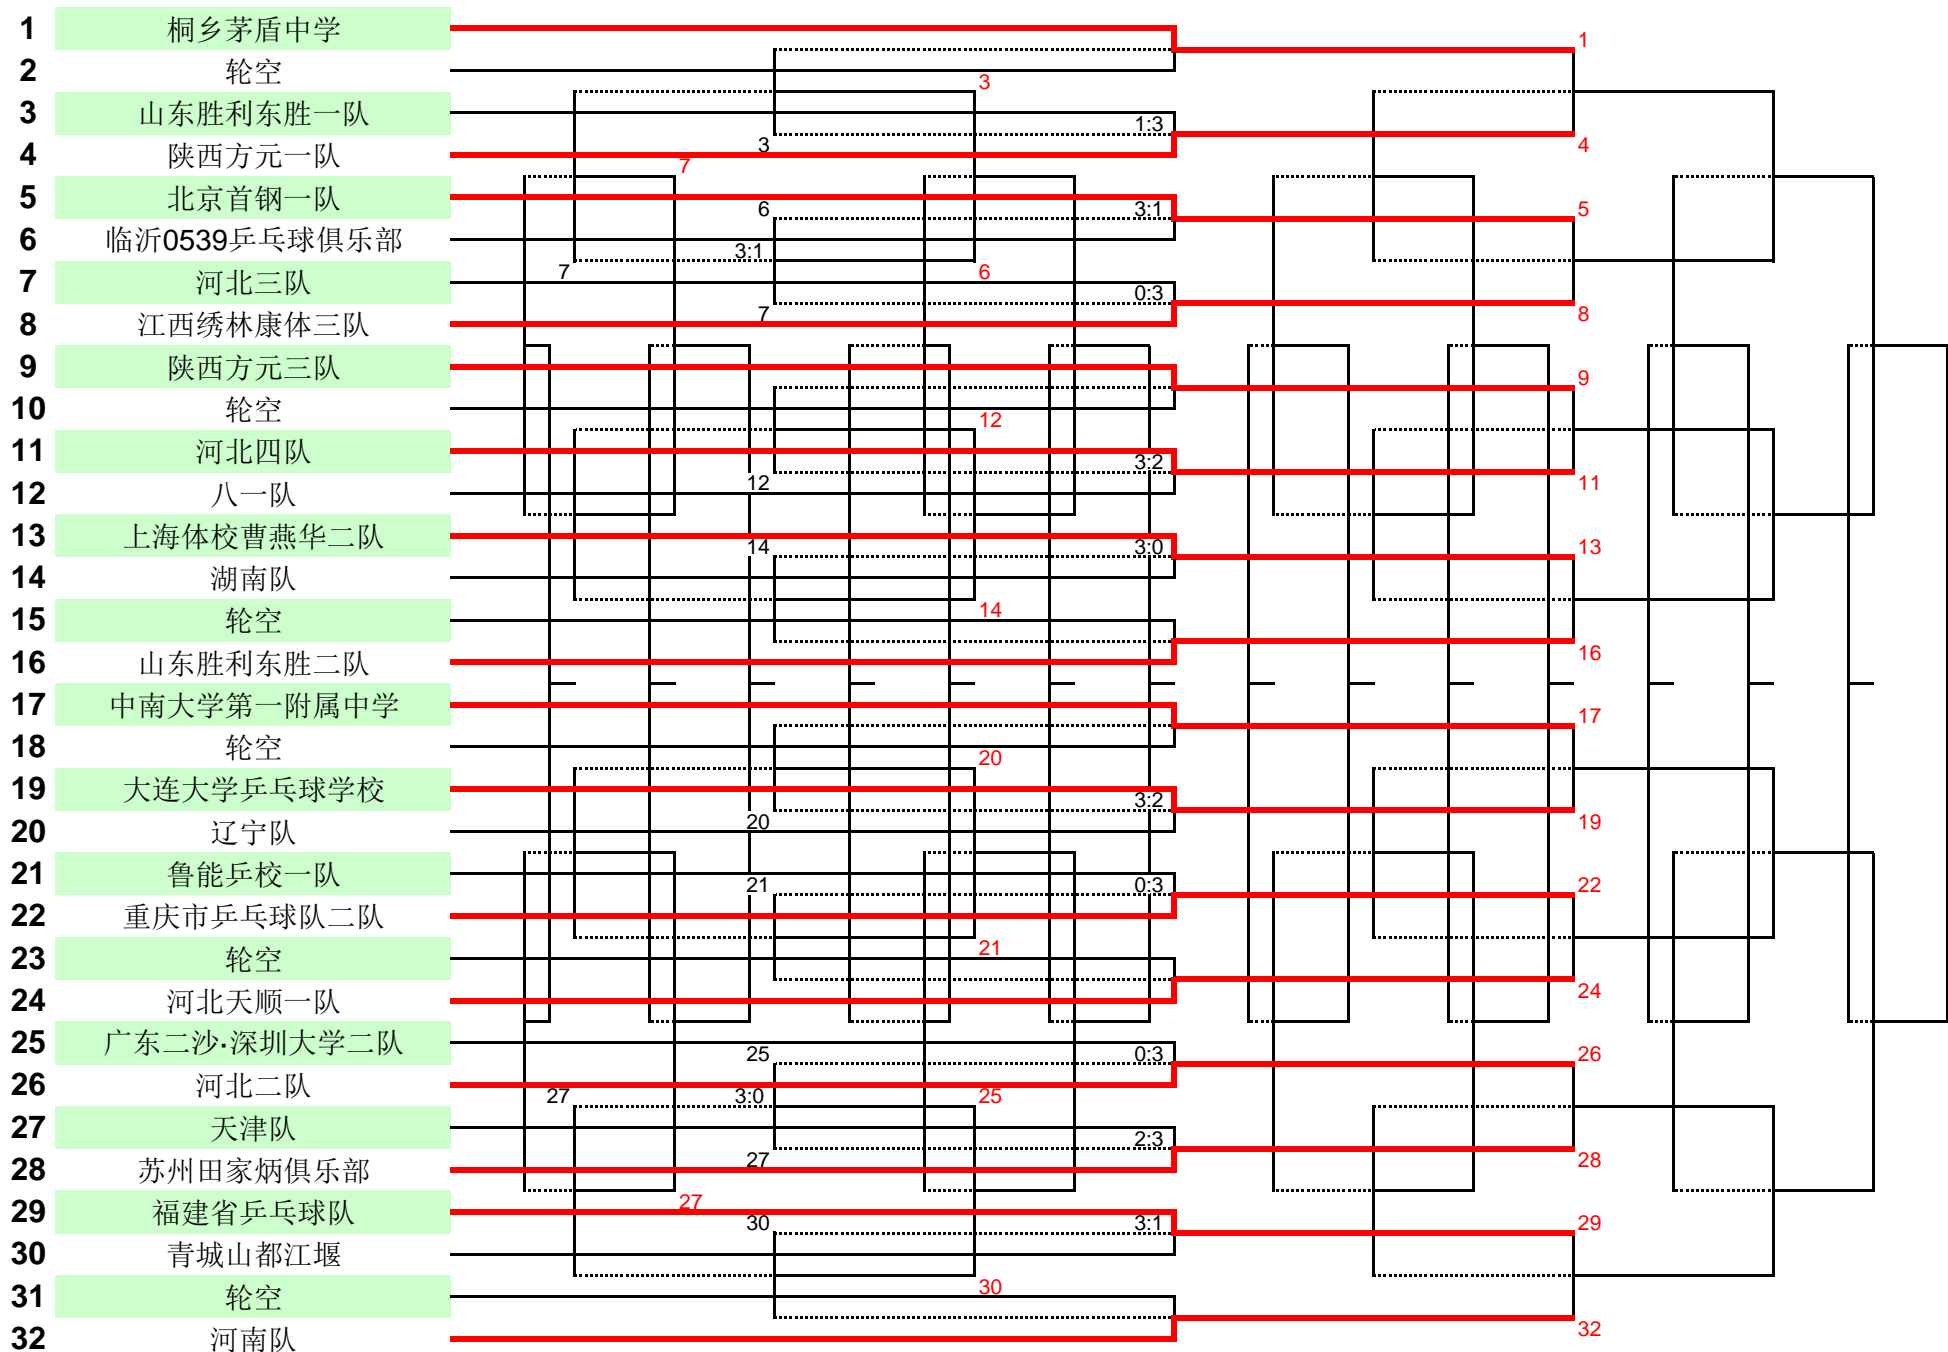 1 桐乡茅盾中学 1
2 轮空 3
3 山东胜利东胜一队 1:3
4 陕西方元一队 3 7 4
5 北京首钢一队 6 3:1 5
6 临沂0539乒乓球俱乐部 3:1
7 河北三队 7 6 0:3
8 江西绣林康体三队 7 8
9 陕西方元三队 9
10 轮空 12
11 河北四队 3:2
12 八一队 12 11
13 上海体校曹燕华二队 14 3:0 13
14 湖南队
15 轮空 14
16 山东胜利东胜二队 16
17 中南大学第一附属中学 17
18 轮空 20
19 大连大学乒乓球学校 3:2
20 辽宁队 20 19
21 鲁能乒校一队 21 0:3 22
22 重庆市乒乓球队二队
23 轮空 21
24 河北天顺一队 24
25 广东二沙·深圳大学二队 25 0:3 26
26 河北二队 27 3:0 25
27 天津队 2:3
28 苏州田家炳俱乐部 27 28
29 福建省乒乓球队 27 30 3:1 29
30 青城山都江堰
31 轮空 30
32 河南队 32